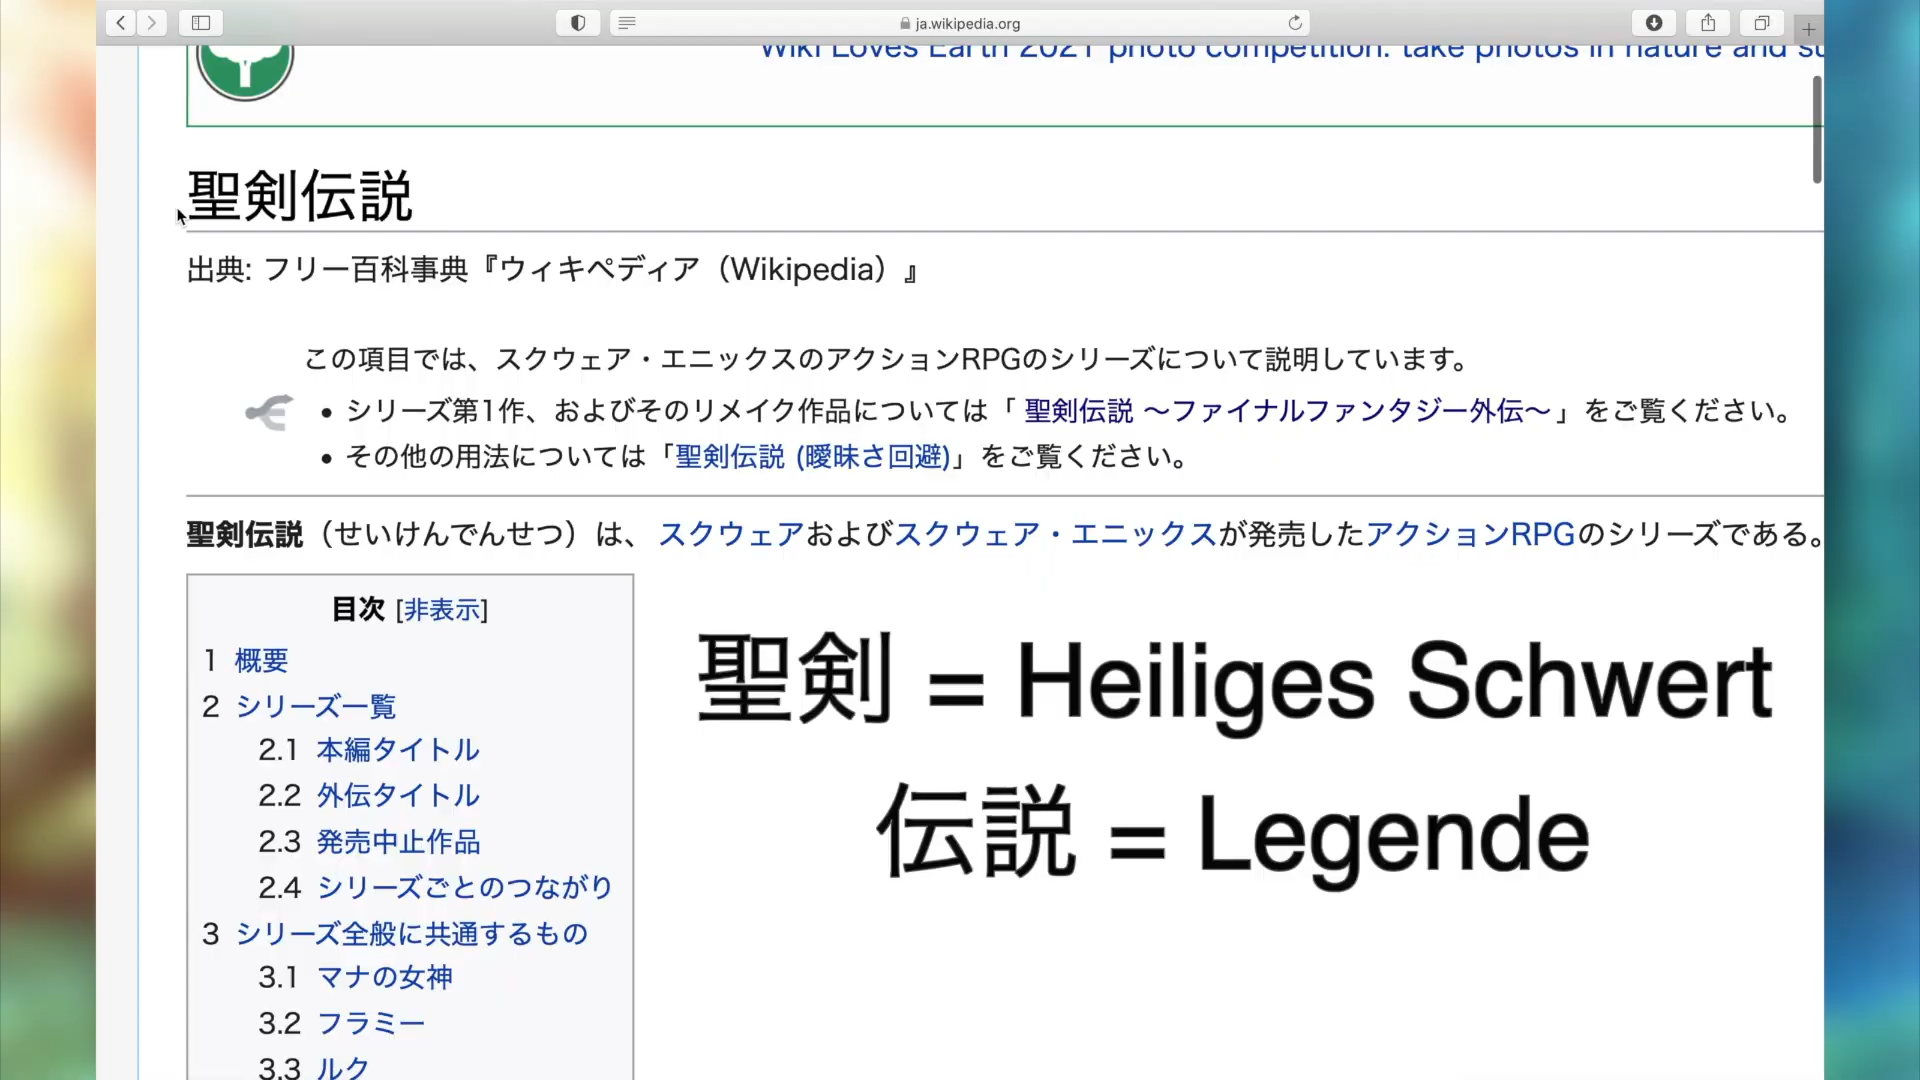 ja.wikipedia.org
Wiki Loves Earth 2021 photo competition: take photos in nature and
聖剣伝説
出典: フリー百科事典『ウィキペディア（Wikipedia）』
この項目では、スクウェア・エニックスのアクションRPGのシリーズについて説明しています。
• シリーズ第1作、およびそのリメイク作品については「 聖剣伝説 〜ファイナルファンタジー外伝〜 」をご覧ください。
• その他の用法については「聖剣伝説 (曖昧さ回避)」をご覧ください。
聖剣伝説（せいけんでんせつ）は、 スクウェアおよびスクウェア・エニックスが発売したアクションRPGのシリーズである。
目次 [非表示]
1 概要
2 シリーズ一覧
2.1 本編タイトル
2.2 外伝タイトル
2.3 発売中止作品
2.4 シリーズごとのつながり
3 シリーズ全般に共通するもの
3.1 マナの女神
3.2 フラミー
3.3 ルク
聖剣 = Heiliges Schwert
伝説 = Legende